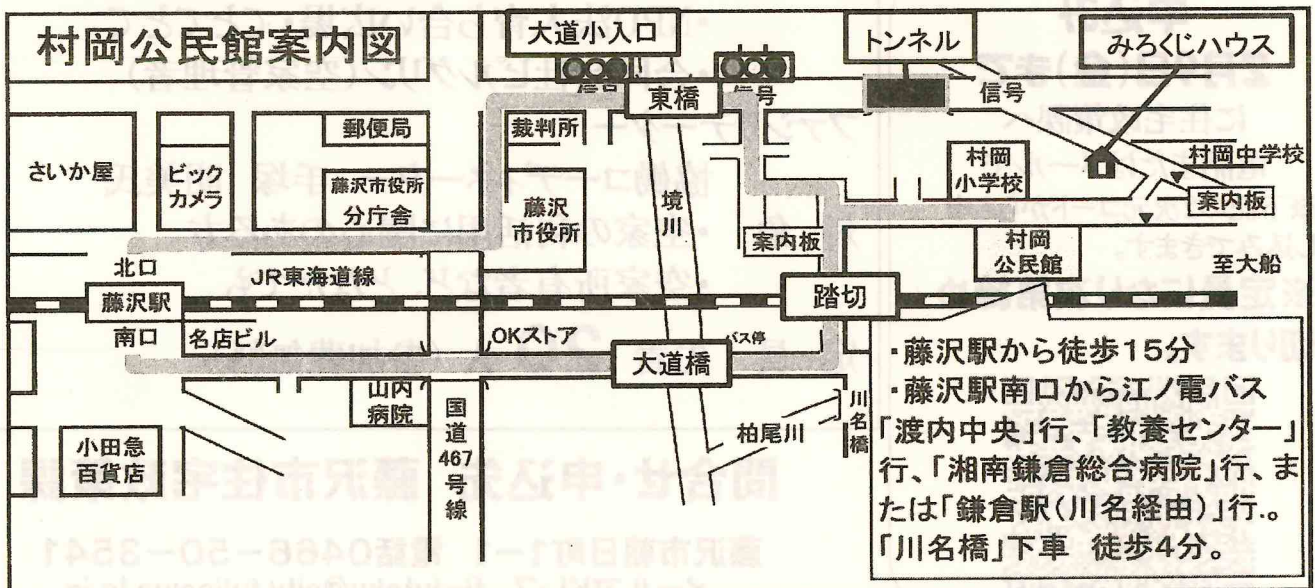 村岡公民館案内図
大道小入口
トンネル
みろくじハウス
信号
信号
信号
東橋
郵便局
裁判所
さいか屋
ビック
カメラ
藤沢市役所
分庁舎
藤沢
市役所
境川
村岡
小学校
村岡中学校
案内板
案内板
村岡
公民館
至大船
北口
JR東海道線
藤沢駅
踏切
南口
名店ビル
OKストア
バス停
大道橋
山内
病院
国道467号線
川名橋
柏尾川
小田急
百貨店
・藤沢駅から徒歩15分
・藤沢駅南口から江ノ電バス
「渡内中央」行、「教養センター」
行、「湘南鎌倉総合病院」行、ま
たは「鎌倉駅(川名経由)」行.。
「川名橋」下車 徒歩4分。